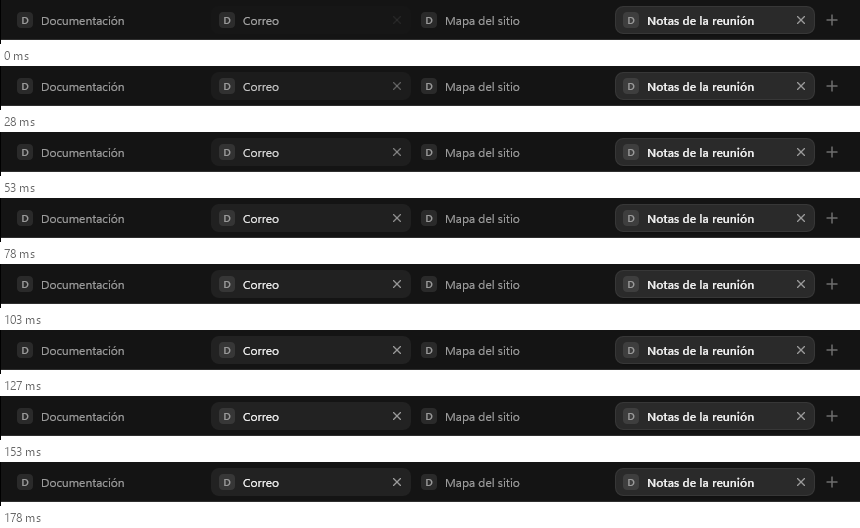 D Documentación D Correo × D Mapa del sitio D Notas de la reunión × +
0 ms
D Documentación D Correo × D Mapa del sitio D Notas de la reunión × +
28 ms
D Documentación D Correo × D Mapa del sitio D Notas de la reunión × +
53 ms
D Documentación D Correo × D Mapa del sitio D Notas de la reunión × +
78 ms
D Documentación D Correo × D Mapa del sitio D Notas de la reunión × +
103 ms
D Documentación D Correo × D Mapa del sitio D Notas de la reunión × +
127 ms
D Documentación D Correo × D Mapa del sitio D Notas de la reunión × +
153 ms
D Documentación D Correo × D Mapa del sitio D Notas de la reunión × +
178 ms